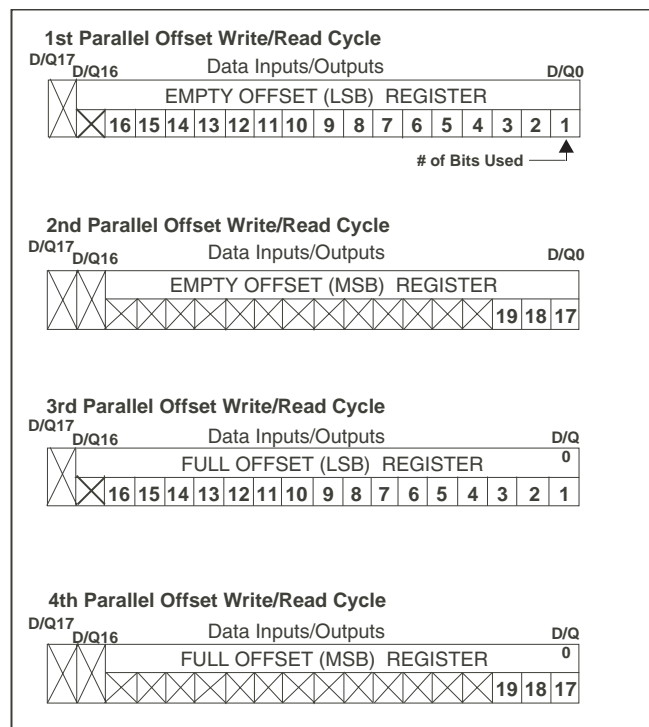 1st Parallel Offset Write/Read Cycle
D/Q17 D/Q16 Data Inputs/Outputs D/Q0
EMPTY OFFSET (LSB) REGISTER
16 15 14 13 12 11 10 9 8 7 6 5 4 3 2 1
# of Bits Used
2nd Parallel Offset Write/Read Cycle
D/Q17 D/Q16 Data Inputs/Outputs D/Q0
EMPTY OFFSET (MSB) REGISTER
19 18 17
3rd Parallel Offset Write/Read Cycle
D/Q17 D/Q16 Data Inputs/Outputs D/Q
0
FULL OFFSET (LSB) REGISTER
16 15 14 13 12 11 10 9 8 7 6 5 4 3 2 1
4th Parallel Offset Write/Read Cycle
D/Q17 D/Q16 Data Inputs/Outputs D/Q
0
FULL OFFSET (MSB) REGISTER
19 18 17